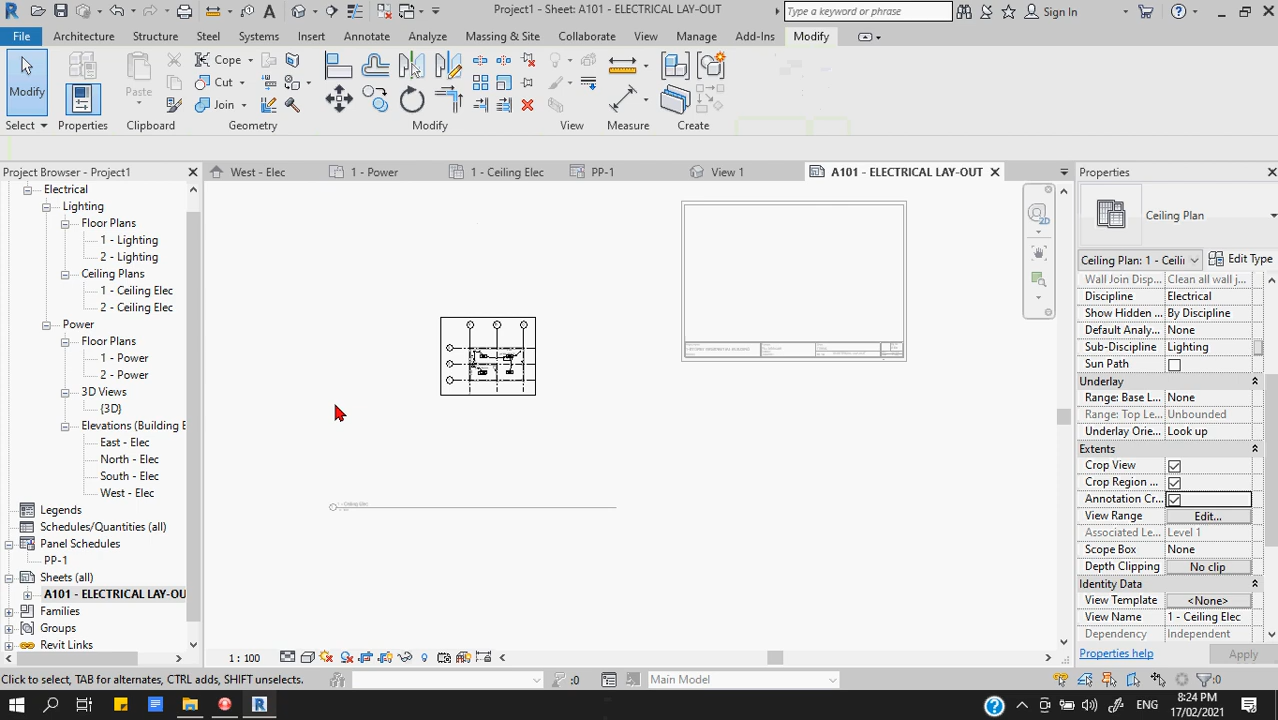 Project1 - Sheet: A101 - ELECTRICAL LAY-OUT
Type a keyword or phrase
Sign In
File
Architecture
Structure
Steel
Systems
Insert
Annotate
Analyze
Massing & Site
Collaborate
View
Manage
Add-Ins
Modify
Modify
Properties
Paste
Cope
Cut
Join
Select
Properties
Clipboard
Geometry
Modify
View
Measure
Create
Project Browser - Project1
West - Elec
1 - Power
1 - Ceiling Elec
PP-1
View 1
A101 - ELECTRICAL LAY-OUT
Properties
Electrical
Lighting
Floor Plans
1 - Lighting
2 - Lighting
Ceiling Plans
1 - Ceiling Elec
2 - Ceiling Elec
Power
Floor Plans
1 - Power
2 - Power
3D Views
{3D}
Elevations (Building E
East - Elec
North - Elec
South - Elec
West - Elec
Legends
Schedules/Quantities (all)
Panel Schedules
PP-1
Sheets (all)
A101 - ELECTRICAL LAY-OU
Families
Groups
Revit Links
2D
1 - Ceiling Elec
Ceiling Plan
Ceiling Plan: 1 - Ceili
Edit Type
Wall Join Disp... Clean all wall j...
Discipline Electrical
Show Hidden ... By Discipline
Default Analy... None
Sub-Discipline Lighting
Sun Path
Underlay
Range: Base L... None
Range: Top Le... Unbounded
Underlay Orie... Look up
Extents
Crop View
Crop Region ...
Annotation Cr...
View Range Edit...
Associated Le... Level 1
Scope Box None
Depth Clipping No clip
Identity Data
View Template <None>
View Name 1 - Ceiling Elec
Dependency Independent
Properties help
Apply
1 : 100
Click to select, TAB for alternates, CTRL adds, SHIFT unselects.
:0
Main Model
:0
ENG
8:24 PM
17/02/2021